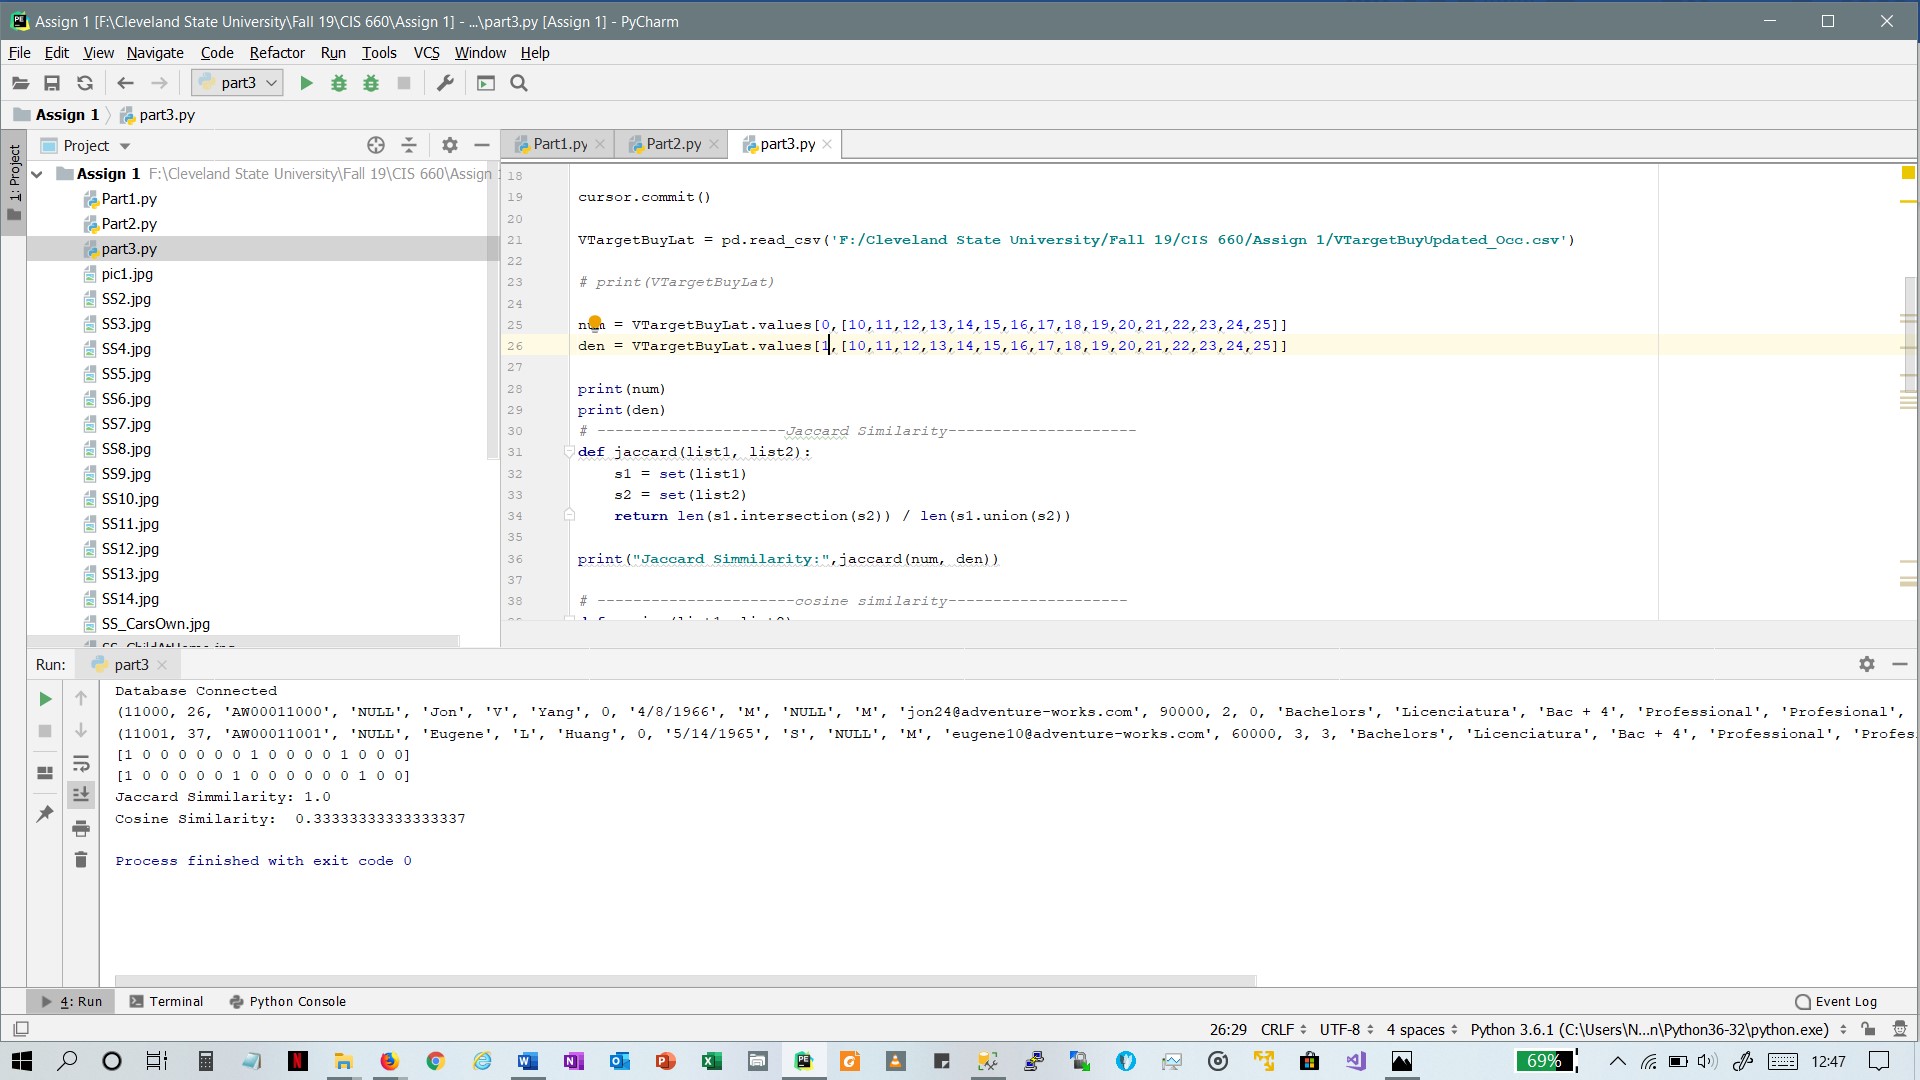 Assign 1 [F:\Cleveland State University\Fall 19\CIS 660\Assign 1] - ...\part3.py [Assign 1] - PyCharm
File Edit View Navigate Code Refactor Run Tools VCS Window Help
part3
Assign 1 part3.py
1: Project
Project
Part1.py Part2.py part3.py
Assign 1 F:\Cleveland State University\Fall 19\CIS 660\Assign
Part1.py
Part2.py
part3.py
pic1.jpg
SS2.jpg
SS3.jpg
SS4.jpg
SS5.jpg
SS6.jpg
SS7.jpg
SS8.jpg
SS9.jpg
SS10.jpg
SS11.jpg
SS12.jpg
SS13.jpg
SS14.jpg
SS_CarsOwn.jpg
18
19 cursor.commit()
20
21 VTargetBuyLat = pd.read_csv('F:/Cleveland State University/Fall 19/CIS 660/Assign 1/VTargetBuyUpdated_Occ.csv')
22
23 # print(VTargetBuyLat)
24
25 num = VTargetBuyLat.values[0,[10,11,12,13,14,15,16,17,18,19,20,21,22,23,24,25]]
26 den = VTargetBuyLat.values[1,[10,11,12,13,14,15,16,17,18,19,20,21,22,23,24,25]]
27
28 print(num)
29 print(den)
30 # ---------------------Jaccard Similarity---------------------
31 def jaccard(list1, list2):
32 s1 = set(list1)
33 s2 = set(list2)
34 return len(s1.intersection(s2)) / len(s1.union(s2))
35
36 print("Jaccard Simmilarity:",jaccard(num, den))
37
38 # ----------------------cosine similarity--------------------
Run: part3
Database Connected
(11000, 26, 'AW00011000', 'NULL', 'Jon', 'V', 'Yang', 0, '4/8/1966', 'M', 'NULL', 'M', 'jon24@adventure-works.com', 90000, 2, 0, 'Bachelors', 'Licenciatura', 'Bac + 4', 'Professional', 'Profesional',
(11001, 37, 'AW00011001', 'NULL', 'Eugene', 'L', 'Huang', 0, '5/14/1965', 'S', 'NULL', 'M', 'eugene10@adventure-works.com', 60000, 3, 3, 'Bachelors', 'Licenciatura', 'Bac + 4', 'Professional', 'Profes
[1 0 0 0 0 0 0 1 0 0 0 0 1 0 0 0]
[1 0 0 0 0 0 1 0 0 0 0 0 0 1 0 0]
Jaccard Simmilarity: 1.0
Cosine Similarity: 0.33333333333333337
Process finished with exit code 0
4: Run Terminal Python Console Event Log
26:29 CRLF UTF-8 4 spaces Python 3.6.1 (C:\Users\N...n\Python36-32\python.exe)
69% 12:47